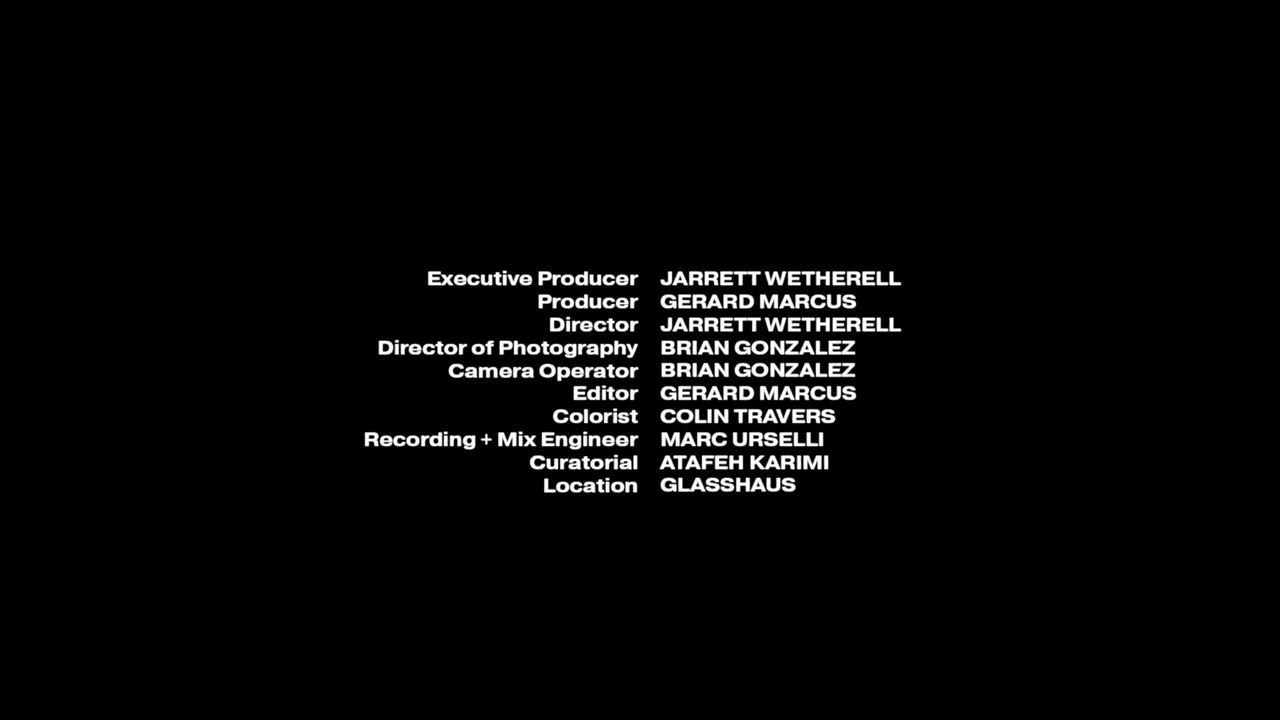 Executive Producer JARRETT WETHERELL
Producer GERARD MARCUS
Director JARRETT WETHERELL
Director of Photography BRIAN GONZALEZ
Camera Operator BRIAN GONZALEZ
Editor GERARD MARCUS
Colorist COLIN TRAVERS
Recording + Mix Engineer MARC URSELLI
Curatorial ATAFEH KARIMI
Location GLASSHAUS